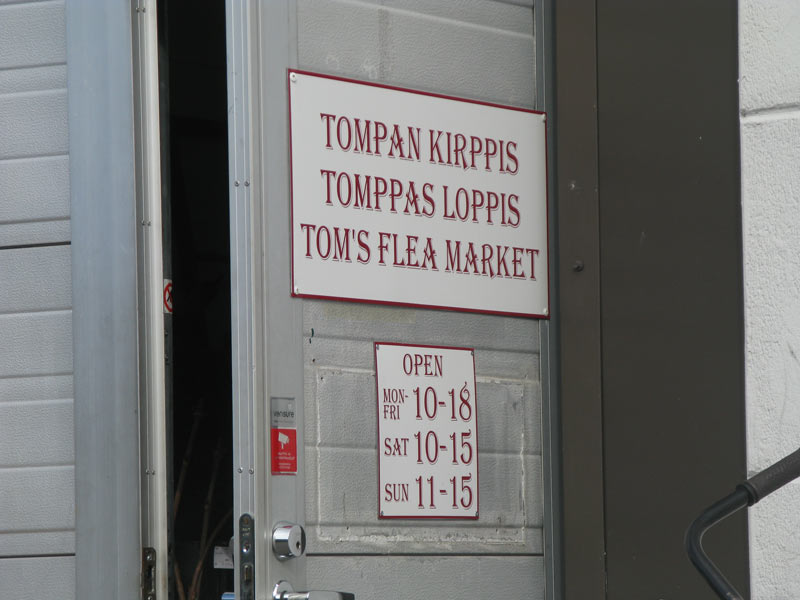 TOMPAN KIRPPIS
TOMPPAS LOPPIS
TOM'S FLEA MARKET
OPEN
MON-FRI 10-18
SAT 10-15
SUN 11-15